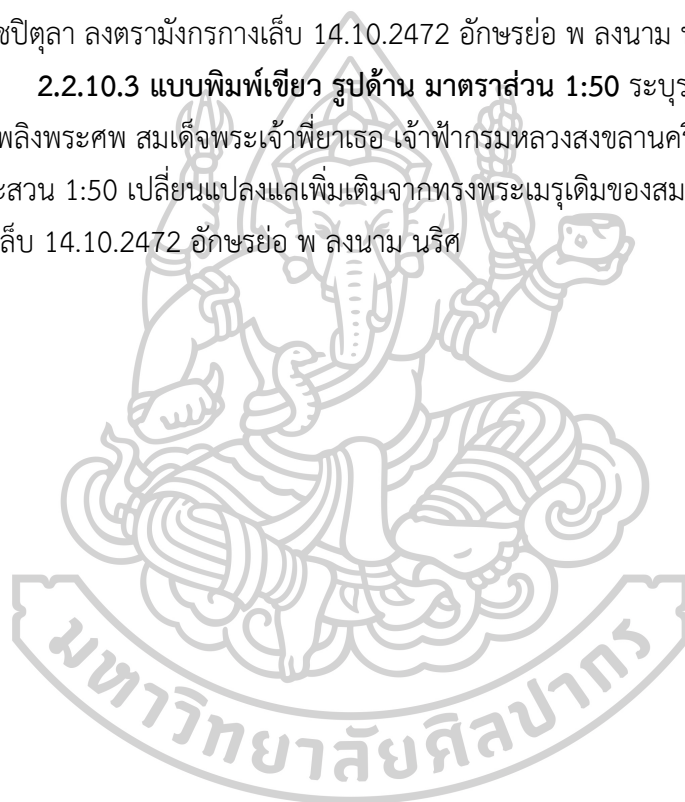 ชปิตุลา ลงตรามังกรกางเล็บ 14.10.2472 อักษรย่อ พ ลงนาม
2.2.10.3 แบบพิมพ์เขียว รูปด้าน มาตราส่วน 1:50 ระบุ
เพลิงพระศพ สมเด็จพระเจ้าพี่ยาเธอ เจ้าฟ้ากรมหลวงสงขลานคริ
ะสวน 1:50 เปลี่ยนแปลงแลเพิ่มเติมจากทรงพระเมรุเดิมของสม
ล็บ 14.10.2472 อักษรย่อ พ ลงนาม นริศ
มหาวิทยาลัยศิลปากร